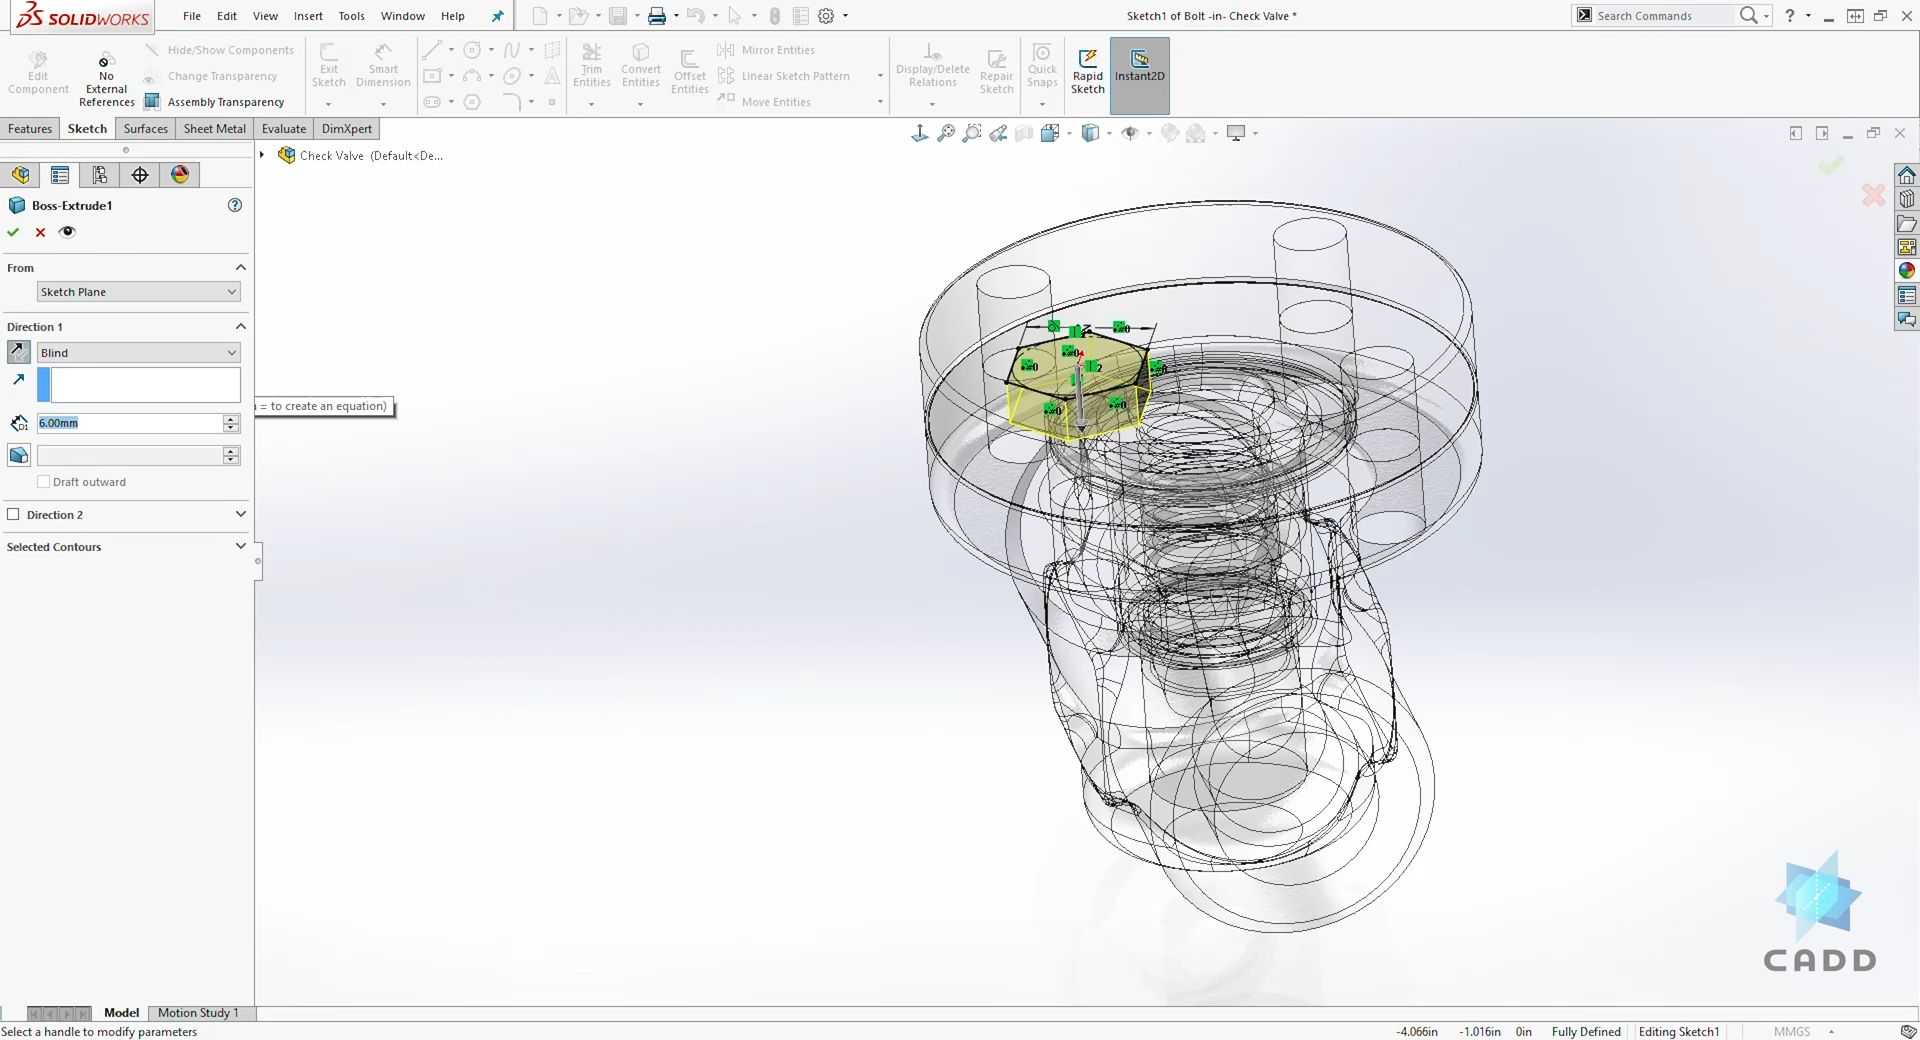 SOLIDWORKS
File Edit View Insert Tools Window Help
Sketch1 of Bolt -in- Check Valve *
Search Commands
Edit Component
No External References
Hide/Show Components
Change Transparency
Assembly Transparency
Exit Sketch
Smart Dimension
Trim Entities
Convert Entities
Offset Entities
Mirror Entities
Linear Sketch Pattern
Move Entities
Display/Delete Relations
Repair Sketch
Quick Snaps
Rapid Sketch
Instant2D
Features Sketch Surfaces Sheet Metal Evaluate DimXpert
Check Valve (Default<De...
Boss-Extrude1
From
Sketch Plane
Direction 1
Blind
= to create an equation)
6.00mm
Draft outward
Direction 2
Selected Contours
CADD
Model Motion Study 1
Select a handle to modify parameters
-4.066in -1.016in 0in Fully Defined Editing Sketch1 MMGS